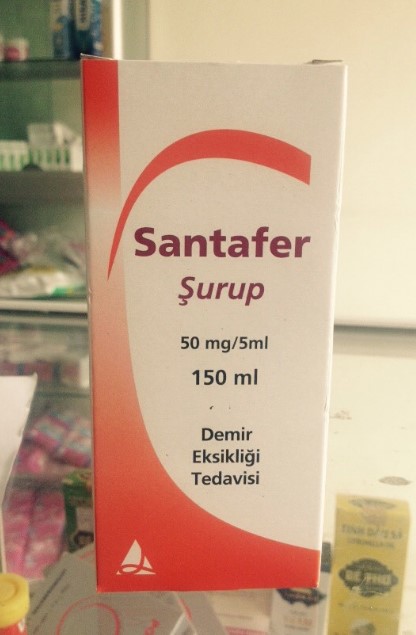 Santafer
Şurup
50 mg/5ml
150 ml
Demir
Eksikliği
Tedavisi